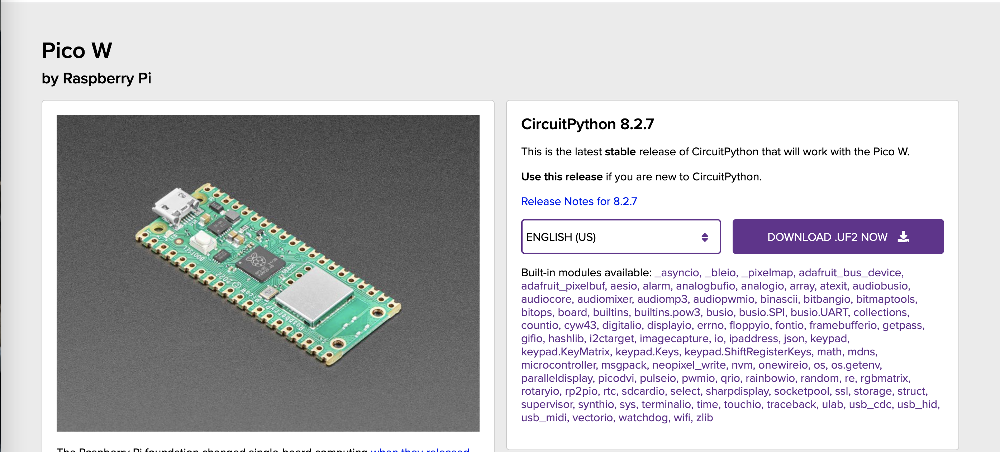 Pico W
by Raspberry Pi
USB
LED
BOOTSEL
DEBUG
Raspberry Pi Pico W ©2022
CircuitPython 8.2.7
This is the latest stable release of CircuitPython that will work with the Pico W.
Use this release if you are new to CircuitPython.
Release Notes for 8.2.7
ENGLISH (US)
DOWNLOAD .UF2 NOW
Built-in modules available: _asyncio, _bleio, _pixelmap, adafruit_bus_device,
adafruit_pixelbuf, aesio, alarm, analogbufio, analogio, array, atexit, audiobusio,
audiocore, audiomixer, audiomp3, audiopwmio, binascii, bitbangio, bitmaptools,
bitops, board, builtins, builtins.pow3, busio, busio.SPI, busio.UART, collections,
countio, cyw43, digitalio, displayio, errno, floppyio, fontio, framebufferio, getpass,
gifio, hashlib, i2ctarget, imagecapture, io, ipaddress, json, keypad,
keypad.KeyMatrix, keypad.Keys, keypad.ShiftRegisterKeys, math, mdns,
microcontroller, msgpack, neopixel_write, nvm, onewireio, os, os.getenv,
paralleldisplay, picodvi, pulseio, pwmio, qrio, rainbowio, random, re, rgbmatrix,
rotaryio, rp2pio, rtc, sdcardio, select, sharpdisplay, socketpool, ssl, storage, struct,
supervisor, synthio, sys, terminalio, time, touchio, traceback, ulab, usb_cdc, usb_hid,
usb_midi, vectorio, watchdog, wifi, zlib
The Raspberry Pi foundation changed single-board computing when they released